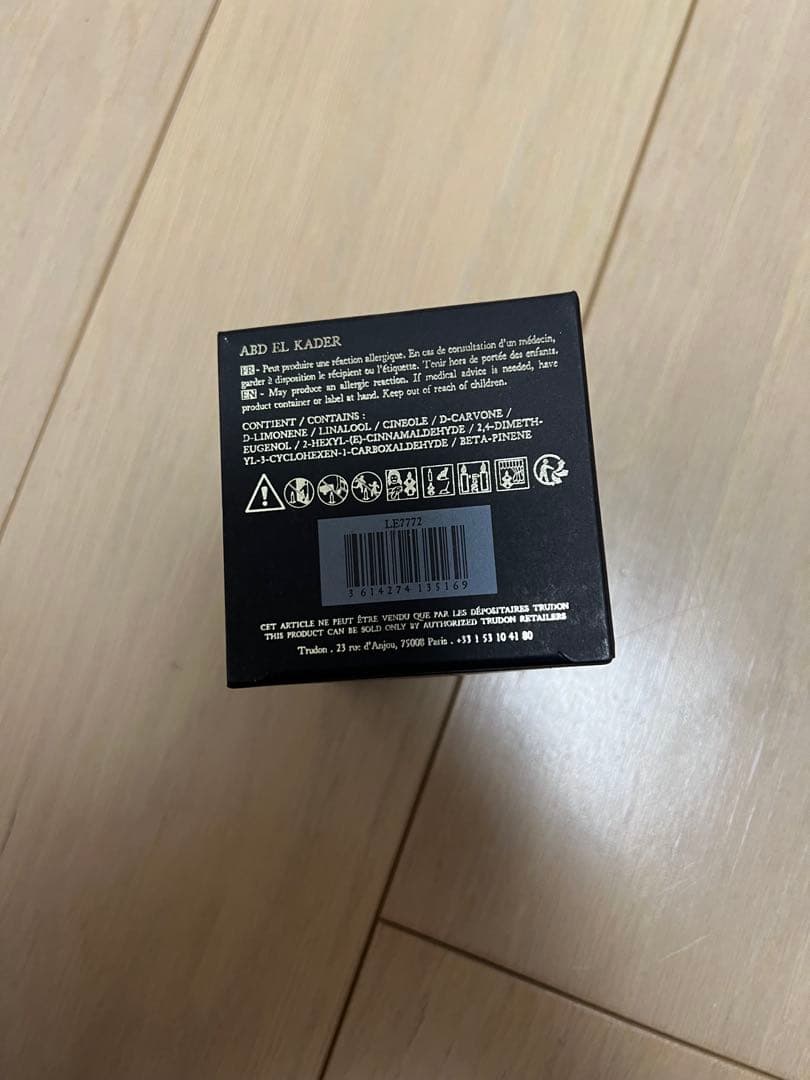 ABD EL KADER
FR - Peut produire une réaction allergique. En cas de consultation d'un médecin,
garder à disposition le récipient ou l'étiquette. Tenir hors de portée des enfants.
EN - May produce an allergic reaction. If medical advice is needed, have
product container or label at hand. Keep out of reach of children.
CONTIENT / CONTAINS :
D-LIMONENE / LINALOOL / CINEOLE / D-CARVONE /
EUGENOL / 2-HEXYL-(E)-CINNAMALDEHYDE / 2,4-DIMETH-
YL-3-CYCLOHEXEN-1-CARBOXALDEHYDE / BETA-PINENE
LE7772
3 614274 135169
CET ARTICLE NE PEUT ÊTRE VENDU QUE PAR LES DÉPOSITAIRES TRUDON
THIS PRODUCT CAN BE SOLD ONLY BY AUTHORIZED TRUDON RETAILERS
Trudon . 23 rue d'Anjou, 75008 Paris . +33 1 53 10 41 80